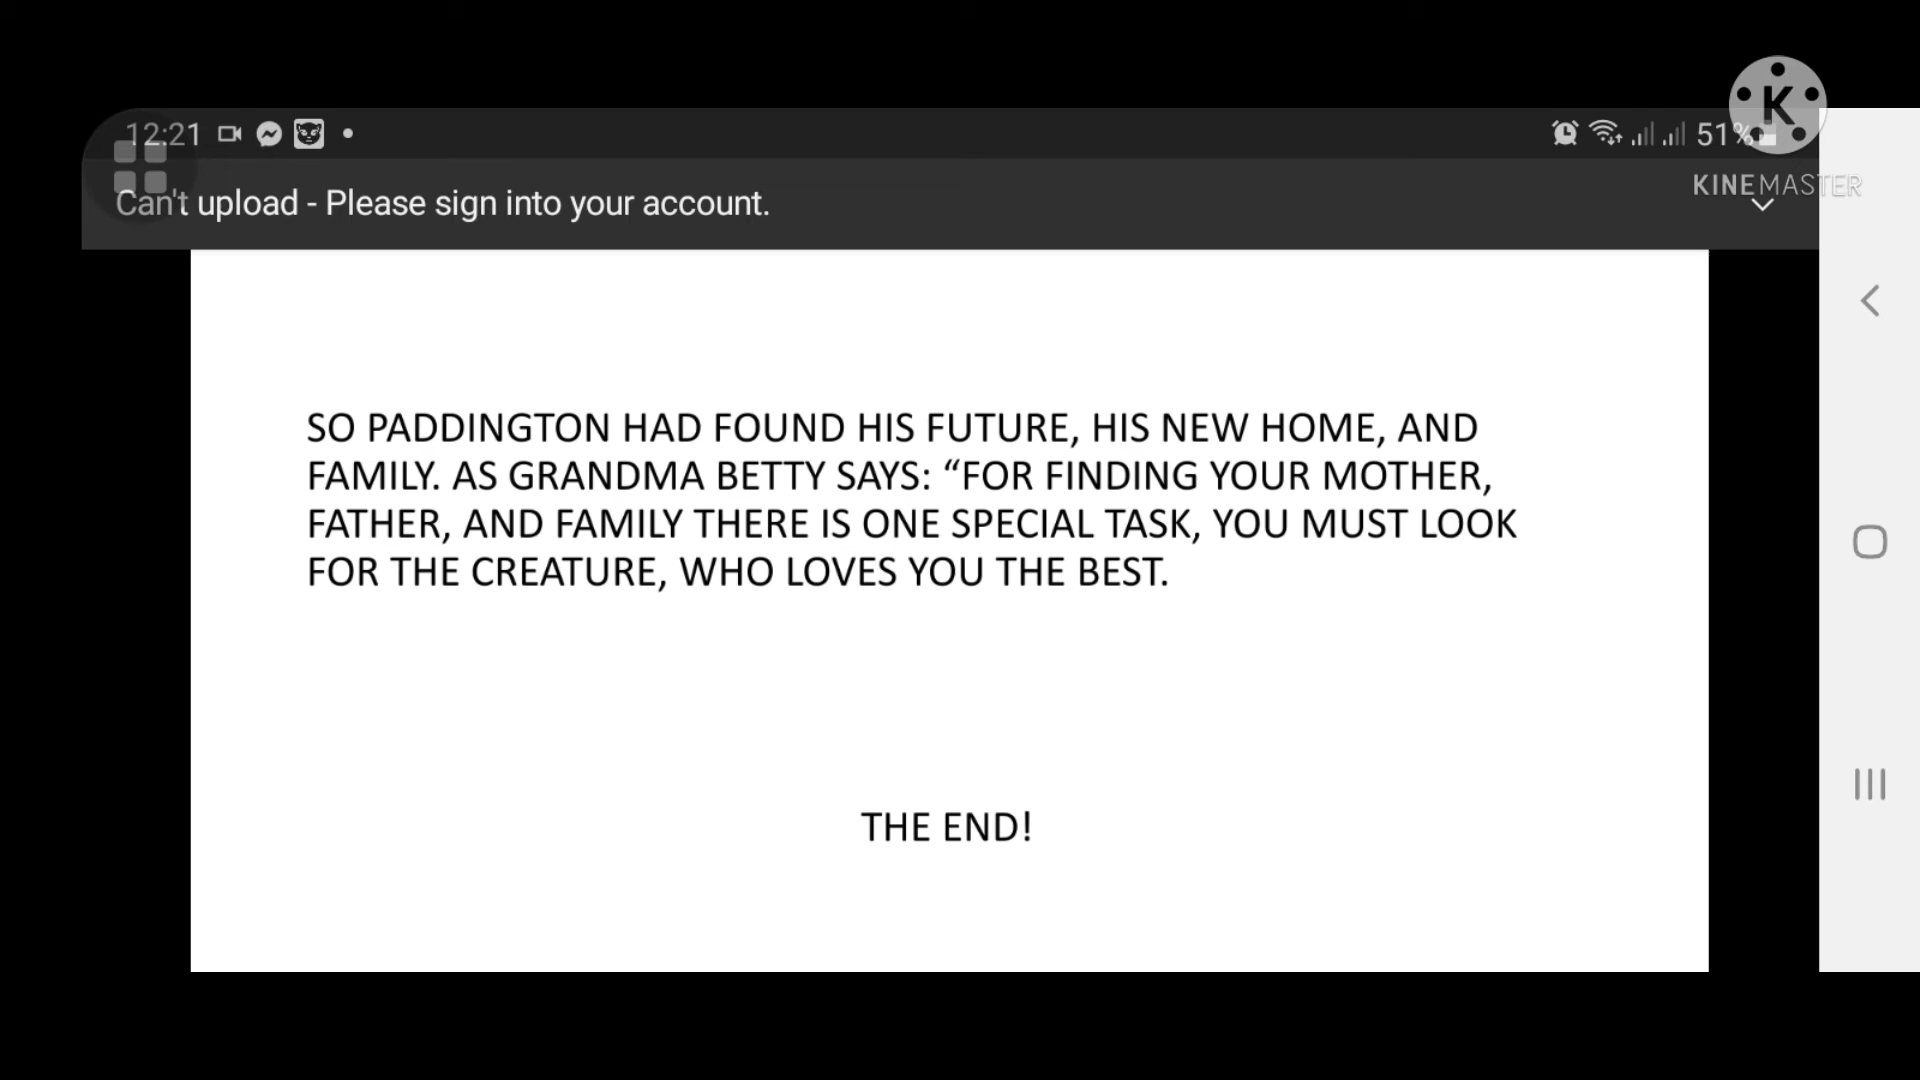 12:21
51%
K
KINEMASTER
Can't upload - Please sign into your account.
SO PADDINGTON HAD FOUND HIS FUTURE, HIS NEW HOME, AND
FAMILY. AS GRANDMA BETTY SAYS: “FOR FINDING YOUR MOTHER,
FATHER, AND FAMILY THERE IS ONE SPECIAL TASK, YOU MUST LOOK
FOR THE CREATURE, WHO LOVES YOU THE BEST.
THE END!